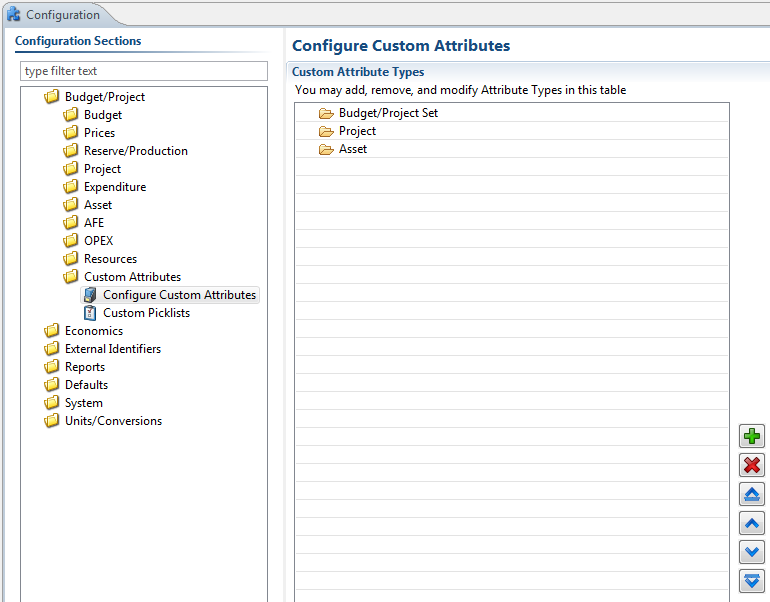 Configuration
Configuration Sections
type filter text
Budget/Project
Budget
Prices
Reserve/Production
Project
Expenditure
Asset
AFE
OPEX
Resources
Custom Attributes
Configure Custom Attributes
Custom Picklists
Economics
External Identifiers
Reports
Defaults
System
Units/Conversions
Configure Custom Attributes
Custom Attribute Types
You may add, remove, and modify Attribute Types in this table
Budget/Project Set
Project
Asset